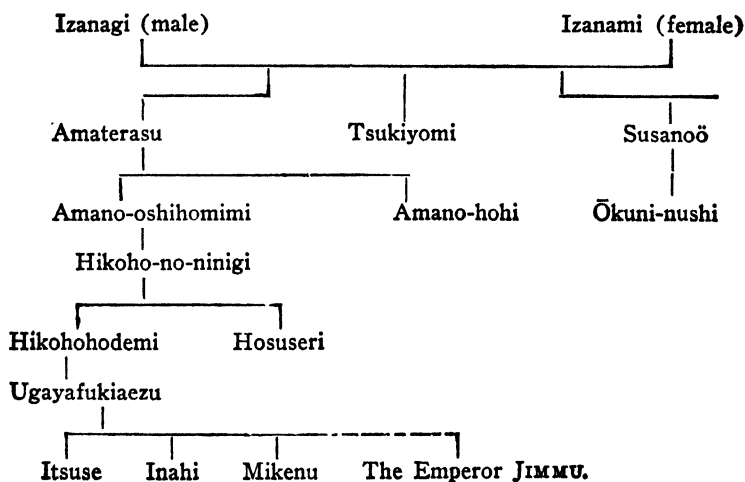 Izanagi (male) Izanami (female)
Amaterasu Tsukiyomi Susanoö
Amano-oshihomimi Amano-hohi Ōkuni-nushi
Hikoho-no-ninigi
Hikohohodemi Hosuseri
Ugayafukiaezu
Itsuse Inahi Mikenu The Emperor JIMMU.